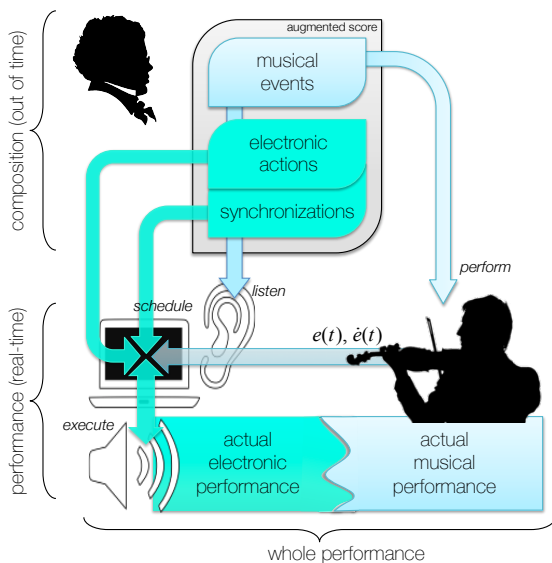 augmented score
musical
events
electronic
actions
synchronizations
composition (out of time)
perform
listen
schedule
e(t), ė(t)
performance (real-time)
execute
actual
electronic
performance
actual
musical
performance
whole performance